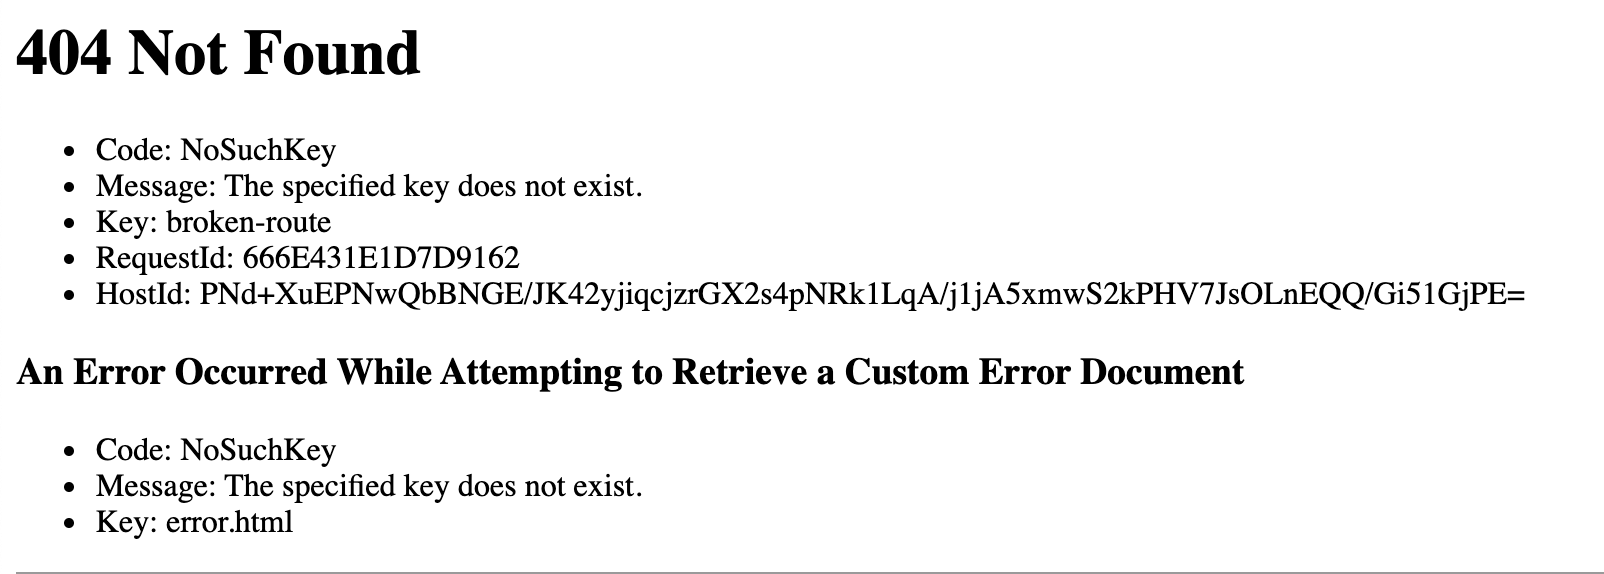 404 Not Found
• Code: NoSuchKey
• Message: The specified key does not exist.
• Key: broken-route
• RequestId: 666E431E1D7D9162
• HostId: PNd+XuEPNwQbBNGE/JK42yjiqcjzrGX2s4pNRk1LqA/j1jA5xmwS2kPHV7JsOLnEQQ/Gi51GjPE=
An Error Occurred While Attempting to Retrieve a Custom Error Document
• Code: NoSuchKey
• Message: The specified key does not exist.
• Key: error.html